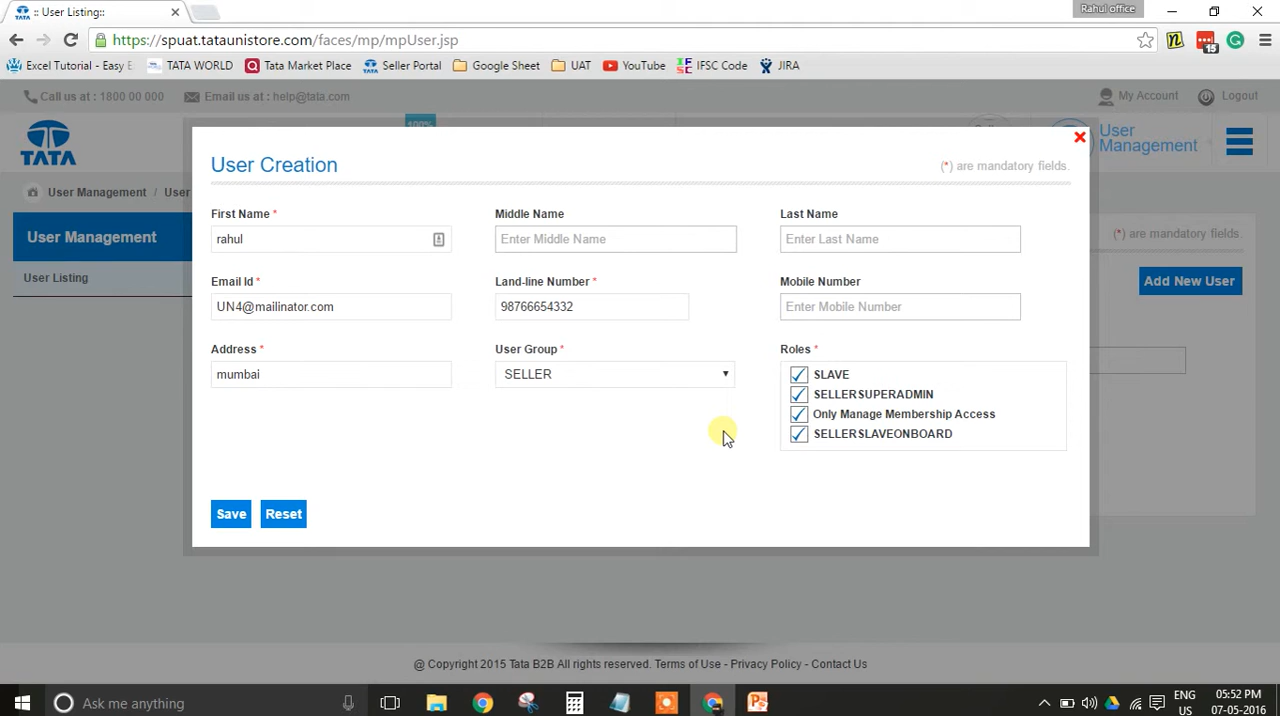 :: User Listing::
Rahul office
https://spuat.tataunistore.com/faces/mp/mpUser.jsp
15
Excel Tutorial - Easy E
TATA WORLD
Tata Market Place
Seller Portal
Google Sheet
UAT
YouTube
IFSC Code
JIRA
Call us at : 1800 00 000
Email us at : help@tata.com
My Account
Logout
100%
TATA
User Management
User Management / User
(*) are mandatory fields.
User Management
User Listing
Add New User
User Creation
(*) are mandatory fields.
First Name *
Middle Name
Last Name
rahul
Enter Middle Name
Enter Last Name
Email Id *
Land-line Number *
Mobile Number
UN4@mailinator.com
98766654332
Enter Mobile Number
Address *
User Group *
Roles *
mumbai
SELLER
SLAVE
SELLERSUPERADMIN
Only Manage Membership Access
SELLERSLAVEONBOARD
Save
Reset
@ Copyright 2015 Tata B2B All rights reserved. Terms of Use - Privacy Policy - Contact Us
Ask me anything
ENG
US
05:52 PM
07-05-2016